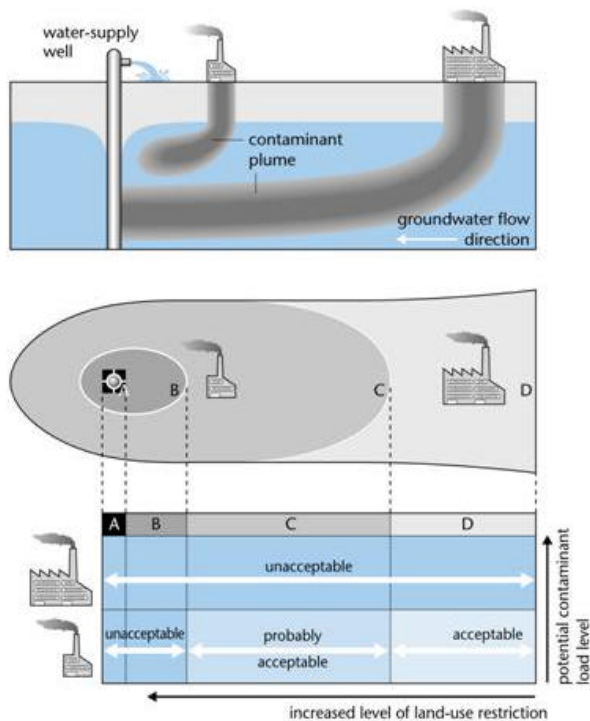 water-supply
well
contaminant
plume
groundwater flow
direction
A
B
C
D
A
B
C
D
unacceptable
unacceptable
probably
acceptable
acceptable
potential contaminant
load level
increased level of land-use restriction